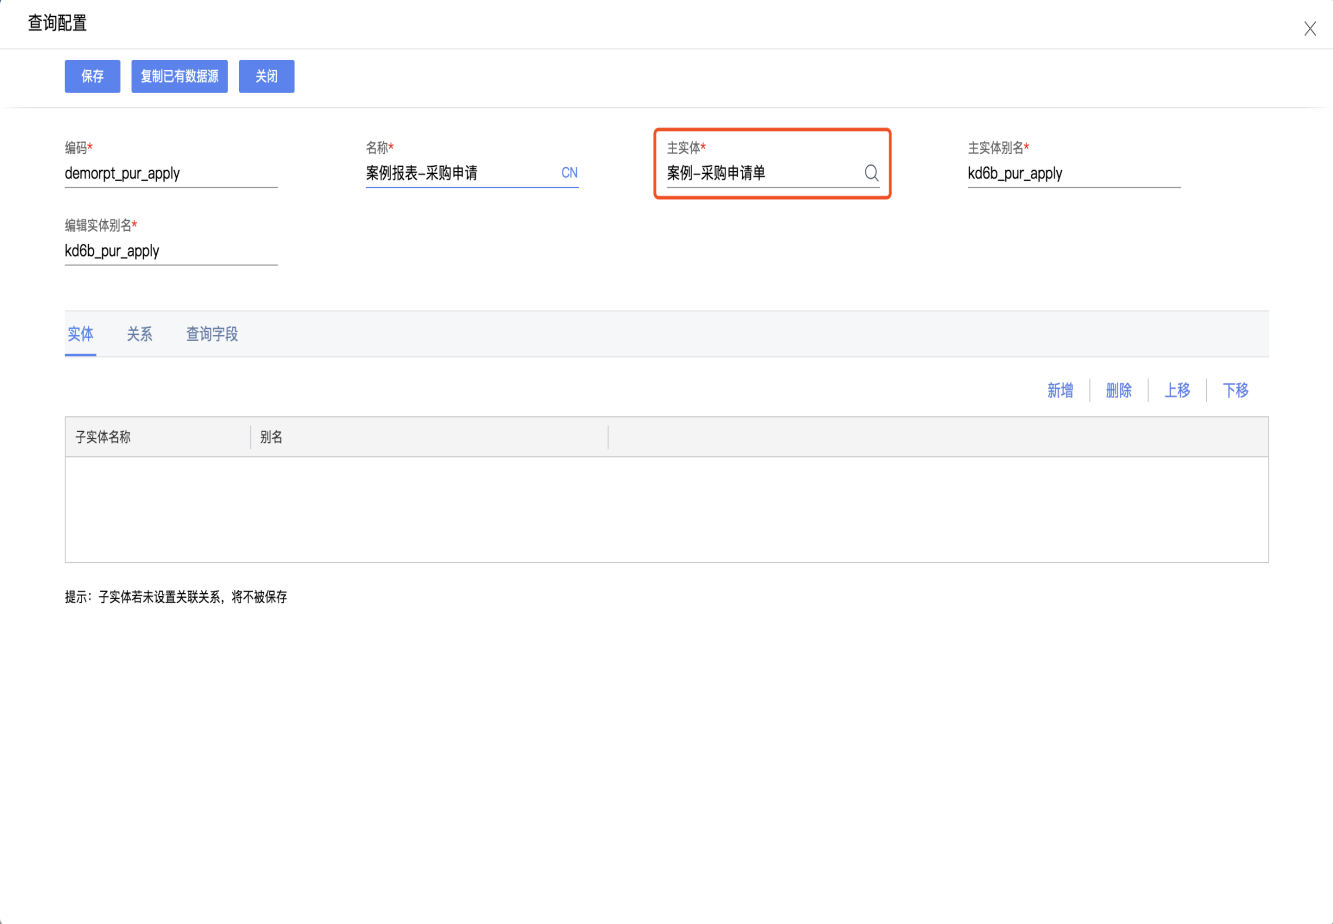 查询配置
保存 复制已有数据源 关闭
编码* 名称* 主实体* 主实体别名*
demorpt_pur_apply 案例报表-采购申请 CN 案例-采购申请单 kd6b_pur_apply
编辑实体别名*
kd6b_pur_apply
实体 关系 查询字段
新增 删除 上移 下移
子实体名称 别名
提示：子实体若未设置关联关系，将不被保存